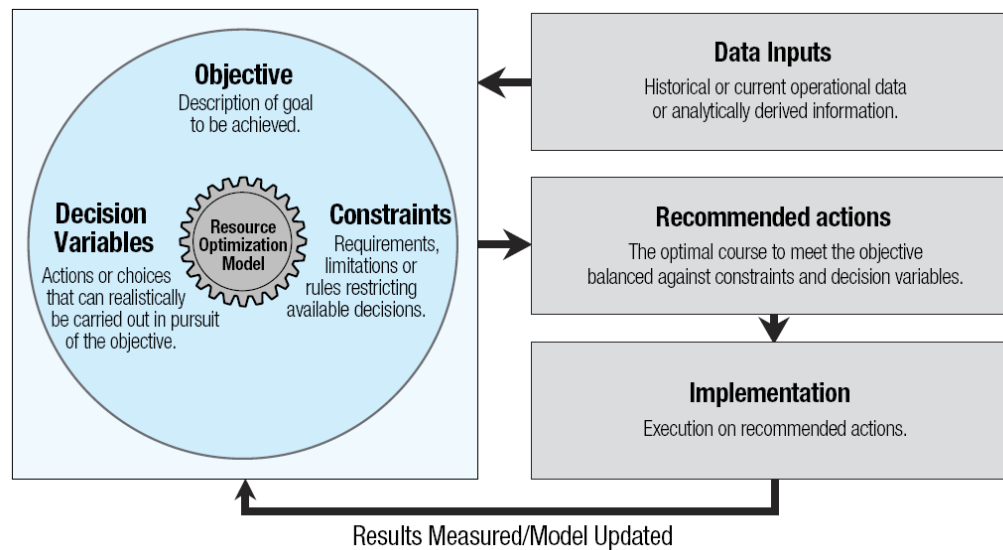 Objective
Description of goal
to be achieved.
Decision
Variables
Actions or choices
that can realistically
be carried out in pursuit
of the objective.
Resource
Optimization
Model
Constraints
Requirements,
limitations or
rules restricting
available decisions.
Data Inputs
Historical or current operational data
or analytically derived information.
Recommended actions
The optimal course to meet the objective
balanced against constraints and decision variables.
Implementation
Execution on recommended actions.
Results Measured/Model Updated